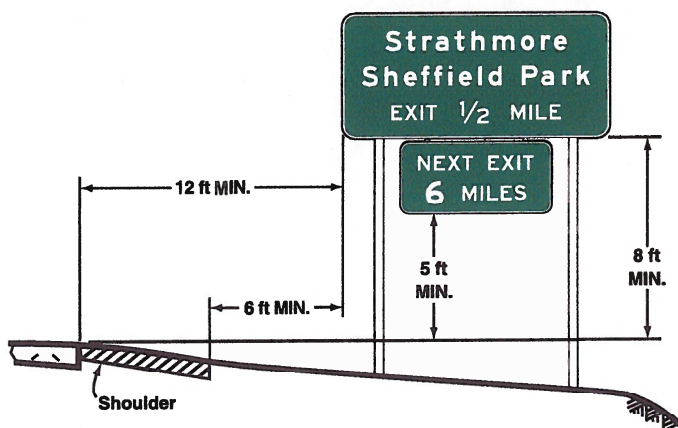 Strathmore
Sheffield Park
EXIT 1/2 MILE
NEXT EXIT
6 MILES
12 ft MIN.
6 ft MIN.
5 ft
MIN.
8 ft
MIN.
Shoulder